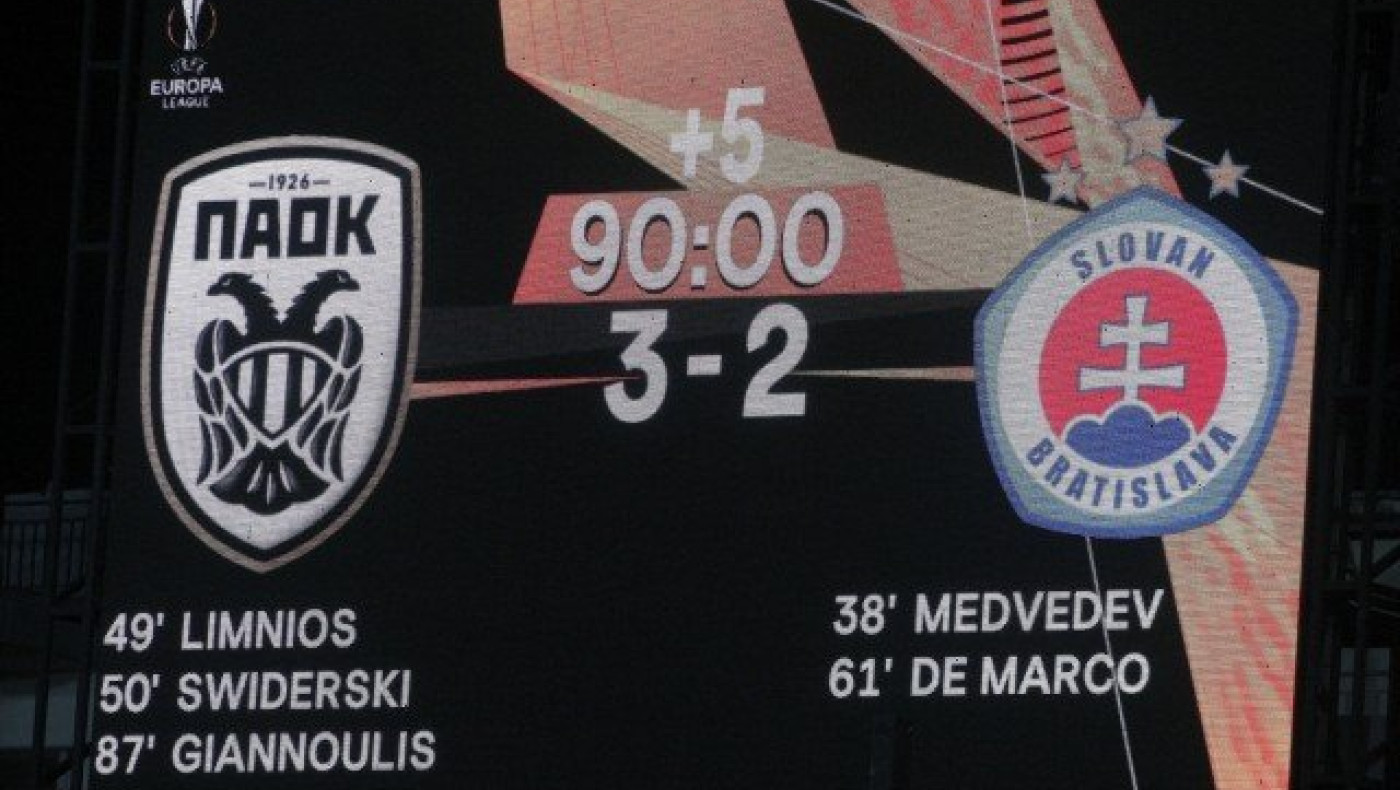 UEFA
EUROPA
LEAGUE
+5
90:00
3-2
1926
ΠΑΟΚ
SLOVAN
BRATISLAVA
49' LIMNIOS
50' SWIDERSKI
87' GIANNOULIS
38' MEDVEDEV
61' DE MARCO